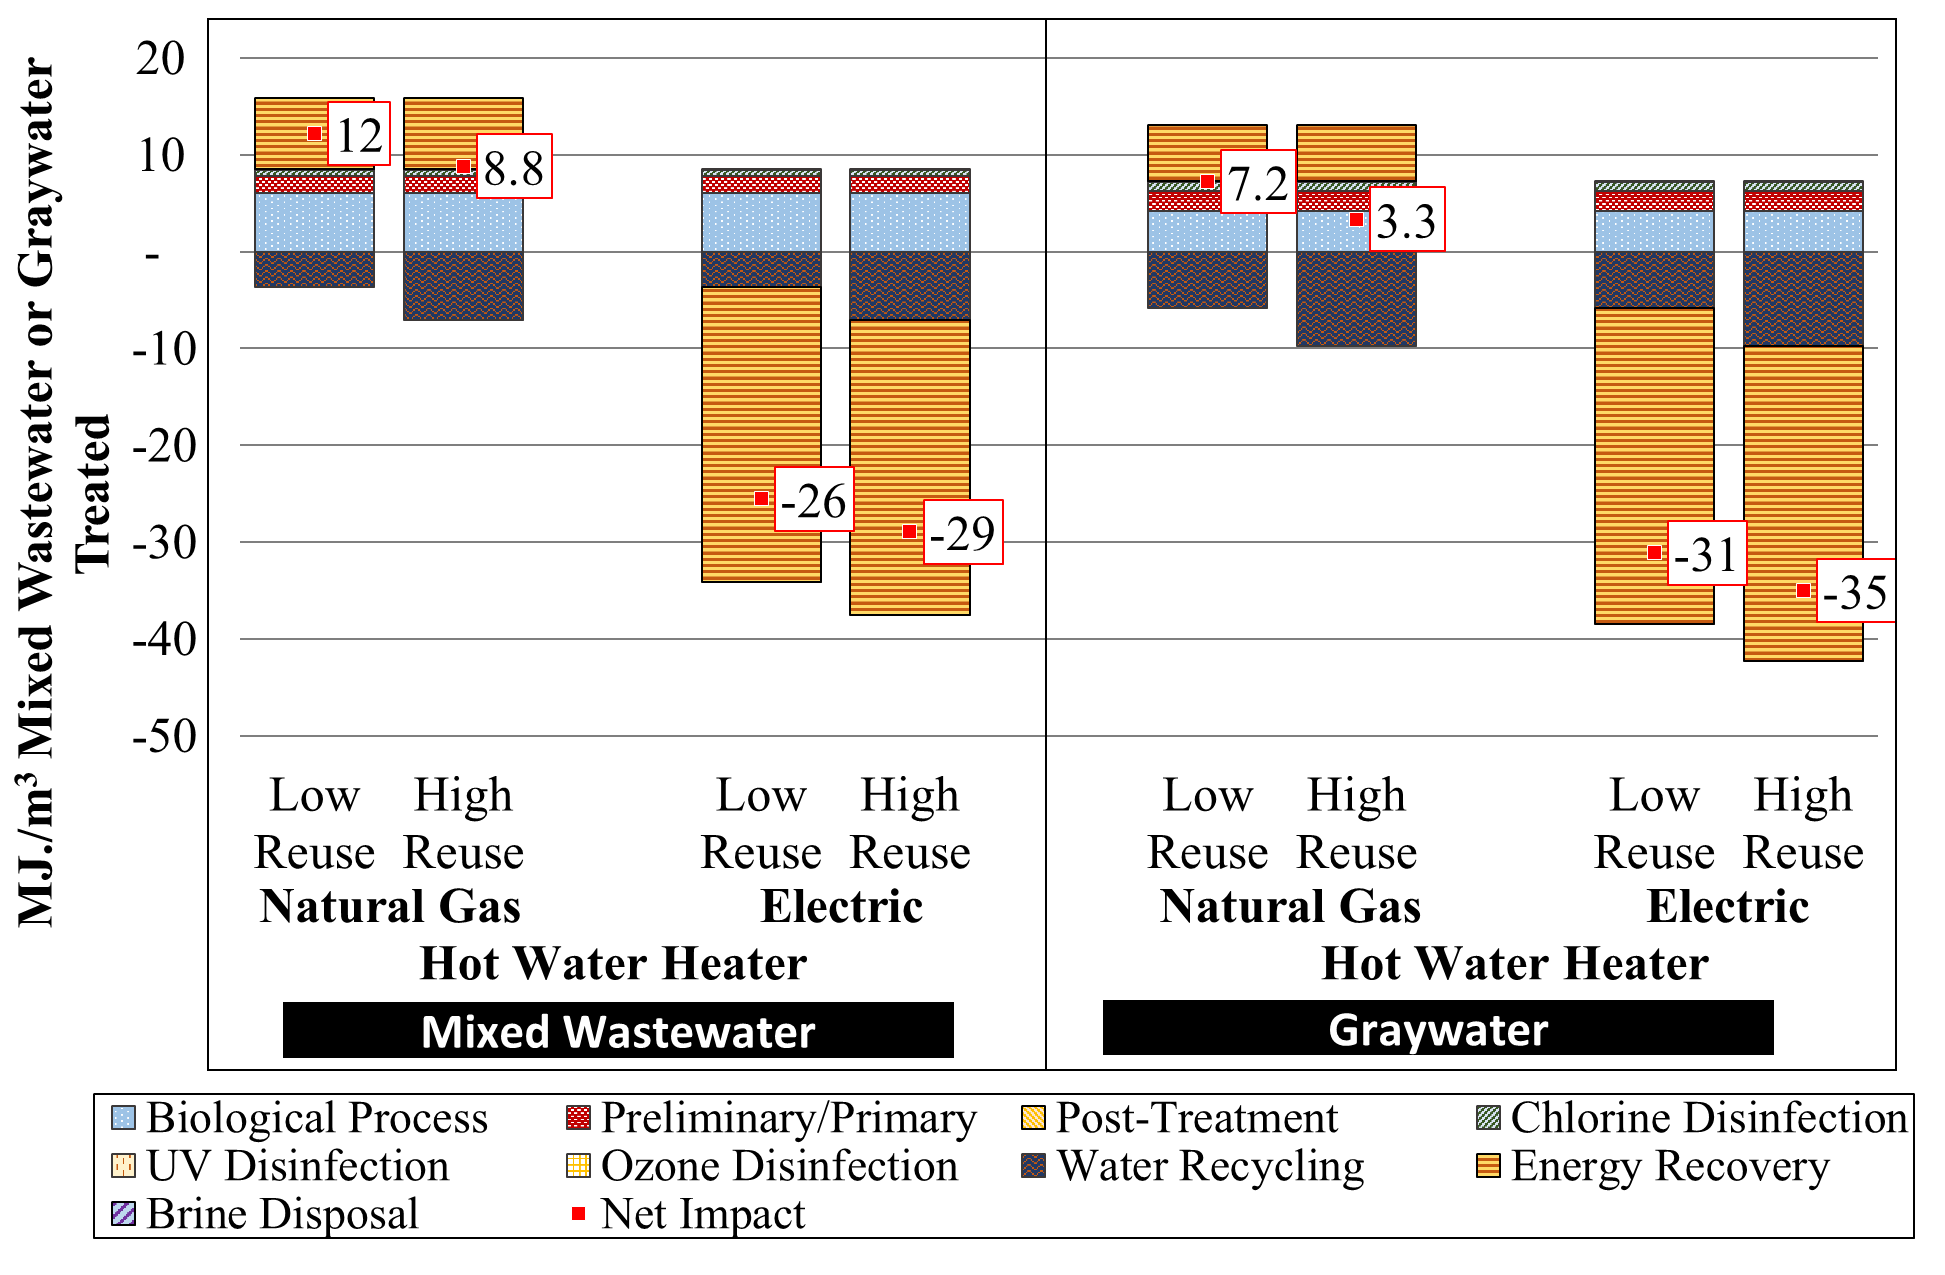 MJ./m³ Mixed Wastewater or Graywater
Treated
20
10
-
-10
-20
-30
-40
-50
12
8.8
-26
-29
7.2
3.3
-31
-35
Low Reuse
High Reuse
Low Reuse
High Reuse
Low Reuse
High Reuse
Low Reuse
High Reuse
Natural Gas
Electric
Natural Gas
Electric
Hot Water Heater
Hot Water Heater
Mixed Wastewater
Graywater
Biological Process
Preliminary/Primary
Post-Treatment
Chlorine Disinfection
UV Disinfection
Ozone Disinfection
Water Recycling
Energy Recovery
Brine Disposal
Net Impact